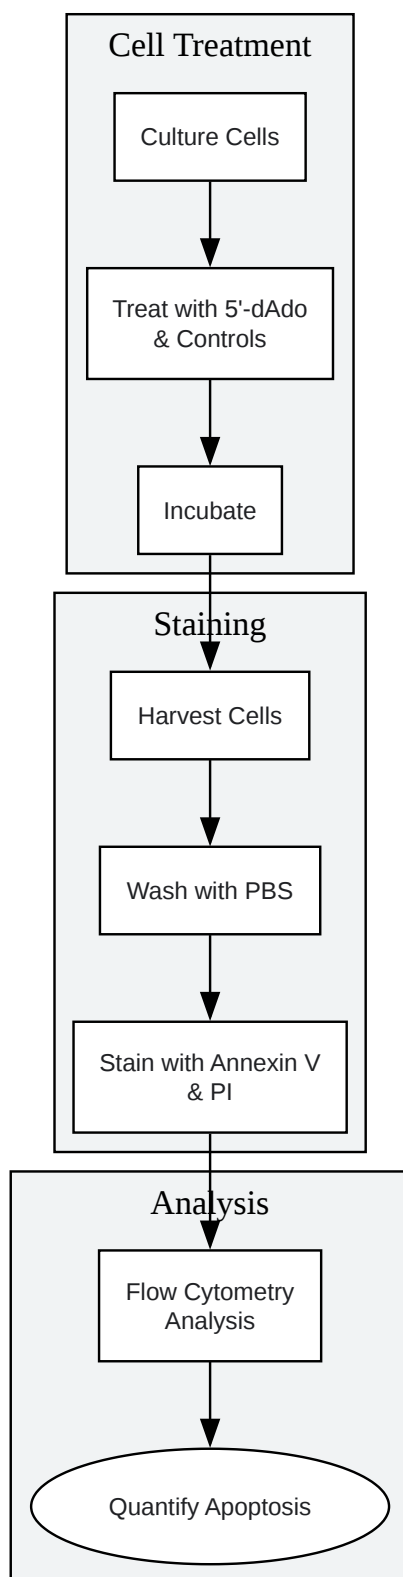 Cell Treatment
Culture Cells
Treat with 5'-dAdo
& Controls
Incubate
Staining
Harvest Cells
Wash with PBS
Stain with Annexin V
& PI
Analysis
Flow Cytometry
Analysis
Quantify Apoptosis